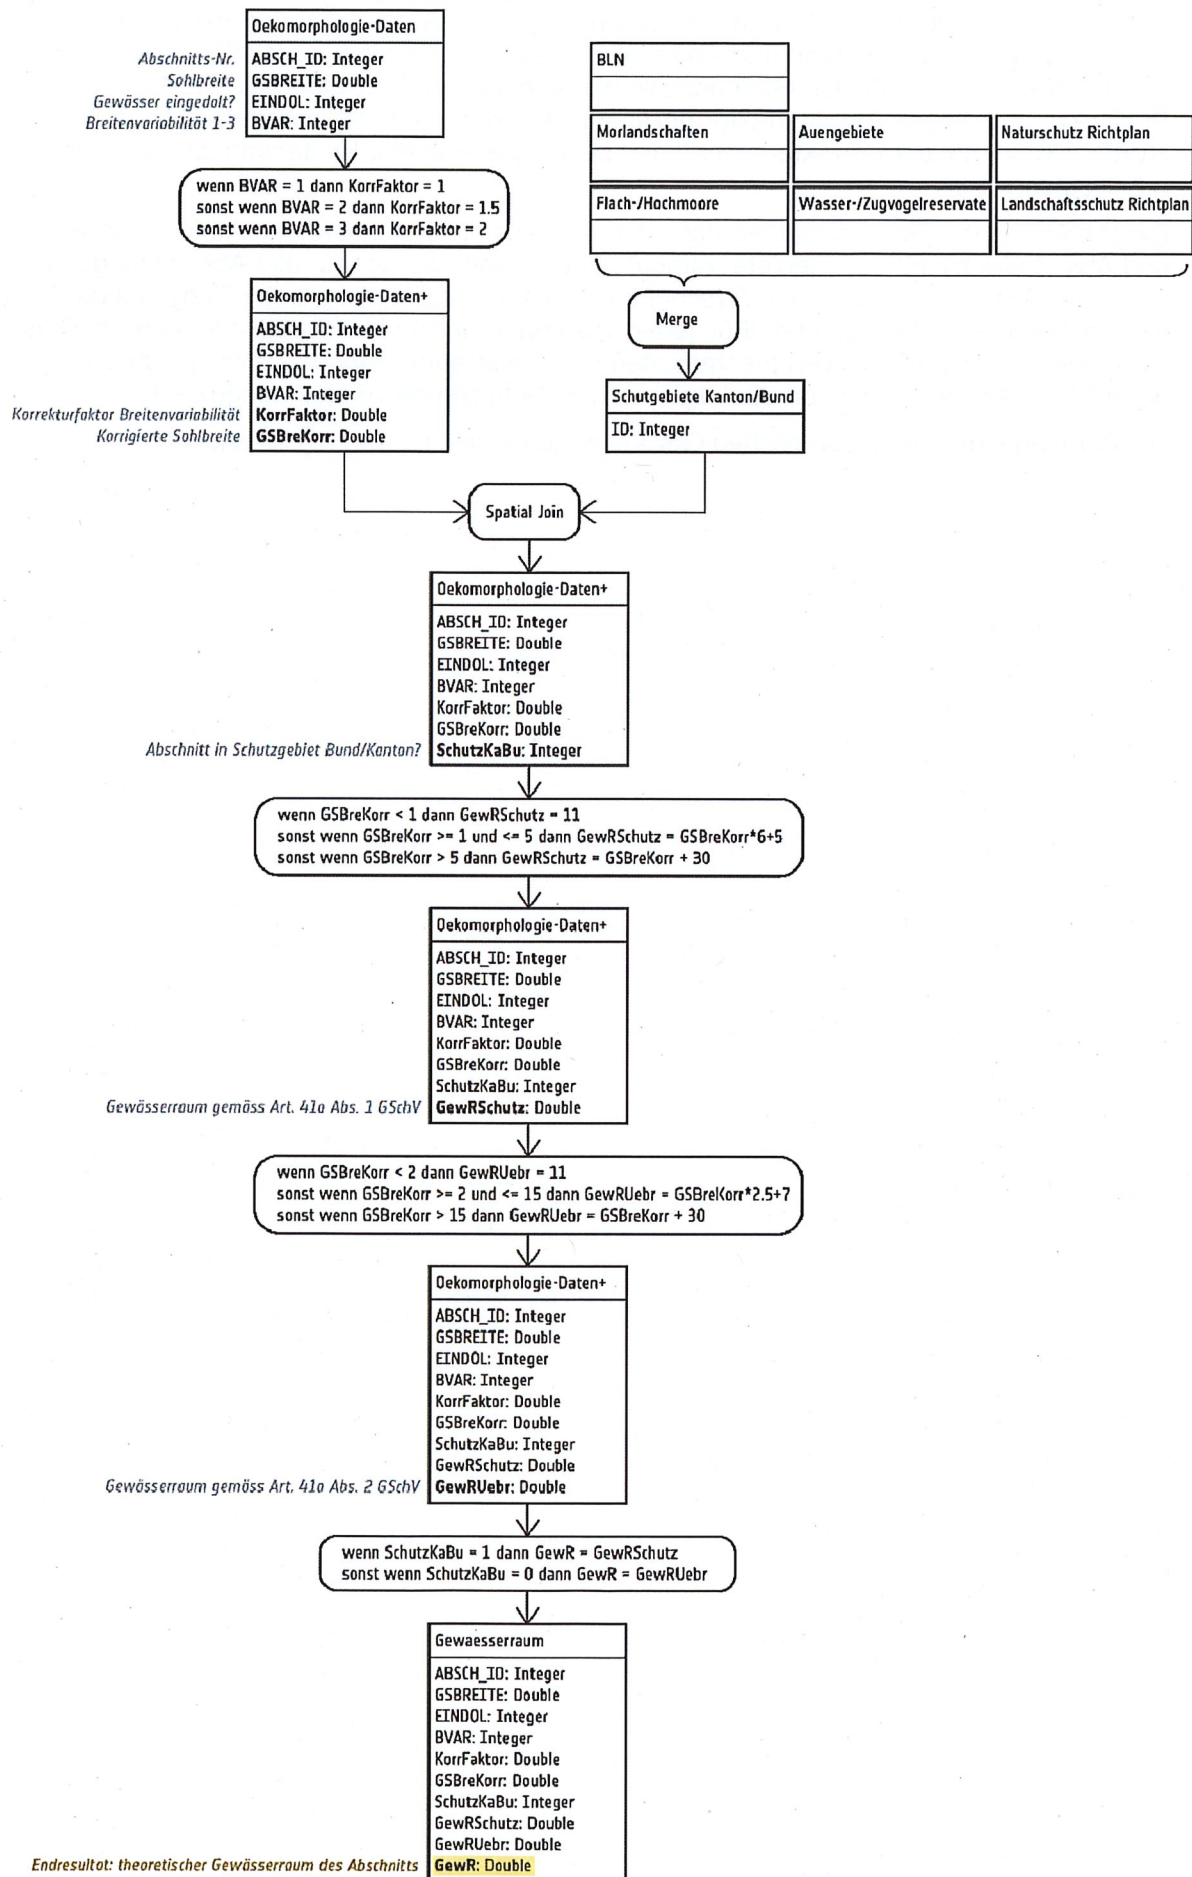 Oekomorphologie-Daten
Abschnitts-Nr. ABSCH_ID: Integer
Sohlbreite GSBREITE: Double
Gewässer eingedolt? EINDOL: Integer
Breitenvariabilität 1-3 BVAR: Integer
wenn BVAR = 1 dann KorrFaktor = 1
sonst wenn BVAR = 2 dann KorrFaktor = 1.5
sonst wenn BVAR = 3 dann KorrFaktor = 2
Oekomorphologie-Daten+
ABSCH_ID: Integer
GSBREITE: Double
EINDOL: Integer
BVAR: Integer
Korrekturfaktor Breitenvariabilität KorrFaktor: Double
Korrigierte Sohlbreite GSBreKorr: Double
BLN
Morlandschaften Auengebiete Naturschutz Richtplan
Flach-/Hochmoore Wasser-/Zugvogelreservate Landschaftsschutz Richtplan
Merge
Schutgebiete Kanton/Bund
ID: Integer
Spatial Join
Oekomorphologie-Daten+
ABSCH_ID: Integer
GSBREITE: Double
EINDOL: Integer
BVAR: Integer
KorrFaktor: Double
GSBreKorr: Double
Abschnitt in Schutzgebiet Bund/Kanton? SchutzKaBu: Integer
wenn GSBreKorr < 1 dann GewRSchutz = 11
sonst wenn GSBreKorr >= 1 und <= 5 dann GewRSchutz = GSBreKorr*6+5
sonst wenn GSBreKorr > 5 dann GewRSchutz = GSBreKorr + 30
Oekomorphologie-Daten+
ABSCH_ID: Integer
GSBREITE: Double
EINDOL: Integer
BVAR: Integer
KorrFaktor: Double
GSBreKorr: Double
SchutzKaBu: Integer
Gewässerraum gemäss Art. 41a Abs. 1 GSchV GewRSchutz: Double
wenn GSBreKorr < 2 dann GewRUebr = 11
sonst wenn GSBreKorr >= 2 und <= 15 dann GewRUebr = GSBreKorr*2.5+7
sonst wenn GSBreKorr > 15 dann GewRUebr = GSBreKorr + 30
Oekomorphologie-Daten+
ABSCH_ID: Integer
GSBREITE: Double
EINDOL: Integer
BVAR: Integer
KorrFaktor: Double
GSBreKorr: Double
SchutzKaBu: Integer
GewRSchutz: Double
Gewässerraum gemäss Art. 41a Abs. 2 GSchV GewRUebr: Double
wenn SchutzKaBu = 1 dann GewR = GewRSchutz
sonst wenn SchutzKaBu = 0 dann GewR = GewRUebr
Gewaesserraum
ABSCH_ID: Integer
GSBREITE: Double
EINDOL: Integer
BVAR: Integer
KorrFaktor: Double
GSBreKorr: Double
SchutzKaBu: Integer
GewRSchutz: Double
GewRUebr: Double
Endresultat: theoretischer Gewässerraum des Abschnitts GewR: Double